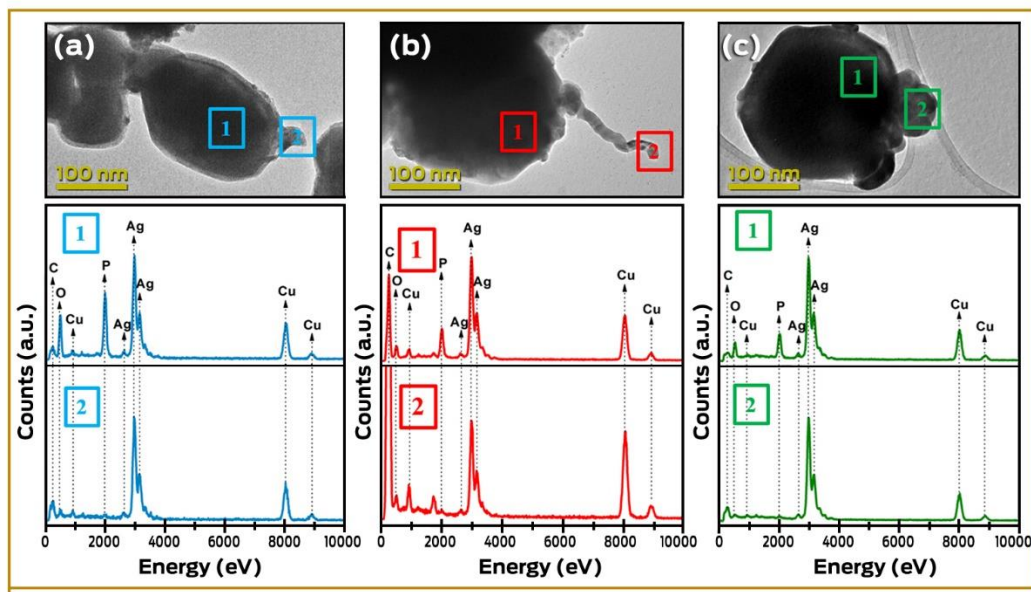 (a)
1
2
100 nm
(b)
1
2
100 nm
(c)
1
2
100 nm
Counts (a.u.)
1
C
O
Cu
P
Ag
Ag
Ag
Cu
Cu
2
0 2000 4000 6000 8000 10000
Energy (eV)
Counts (a.u.)
1
C
O
Cu
P
Ag
Ag
Ag
Cu
Cu
2
0 2000 4000 6000 8000 10000
Energy (eV)
Counts (a.u.)
1
C
O
Cu
P
Ag
Ag
Ag
Cu
Cu
2
0 2000 4000 6000 8000 10000
Energy (eV)